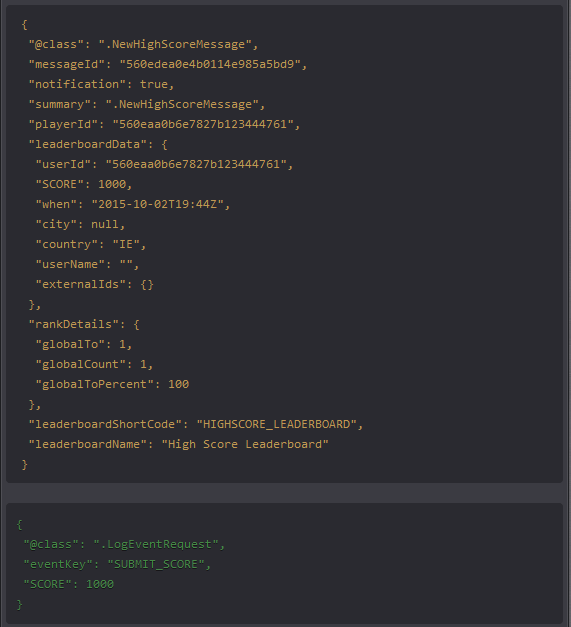 {
"@class": ".NewHighScoreMessage",
"messageId": "560edea0e4b0114e985a5bd9",
"notification": true,
"summary": ".NewHighScoreMessage",
"playerId": "560eaa0b6e7827b123444761",
"leaderboardData": {
"userId": "560eaa0b6e7827b123444761",
"SCORE": 1000,
"when": "2015-10-02T19:44Z",
"city": null,
"country": "IE",
"userName": "",
"externalIds": {}
},
"rankDetails": {
"globalTo": 1,
"globalCount": 1,
"globalToPercent": 100
},
"leaderboardShortCode": "HIGHSCORE_LEADERBOARD",
"leaderboardName": "High Score Leaderboard"
}
{
"@class": ".LogEventRequest",
"eventKey": "SUBMIT_SCORE",
"SCORE": 1000
}